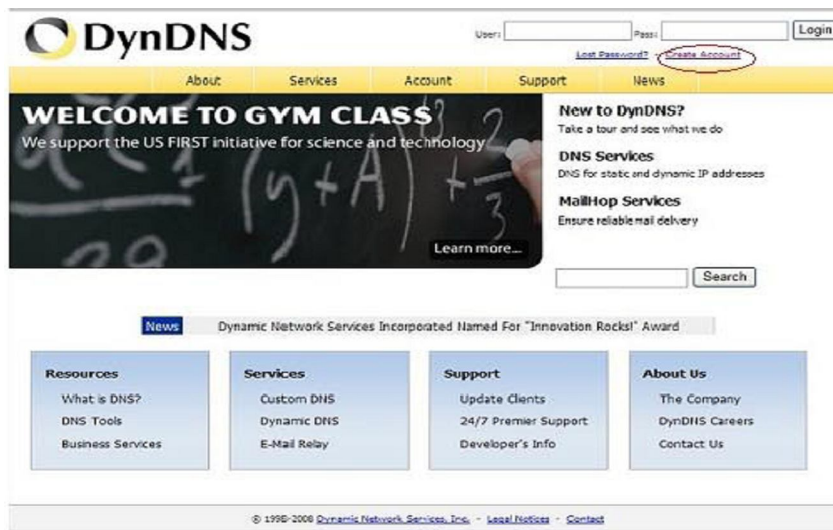 DynDNS
User: Pass: Login
Lost Password? - Create Account
About Services Account Support News
WELCOME TO GYM CLASS
We support the US FIRST initiative for science and technology
Learn more...
New to DynDNS?
Take a tour and see what we do
DNS Services
DNS for static and dynamic IP addresses
MailHop Services
Ensure reliable mail delivery
Search
News Dynamic Network Services Incorporated Named For "Innovation Rocks!" Award
Resources
What is DNS?
DNS Tools
Business Services
Services
Custom DNS
Dynamic DNS
E-Mail Relay
Support
Update Clients
24/7 Premier Support
Developer's Info
About Us
The Company
DynDNS Careers
Contact Us
© 1998-2008 Dynamic Network Services, Inc. - Legal Notices - Contact